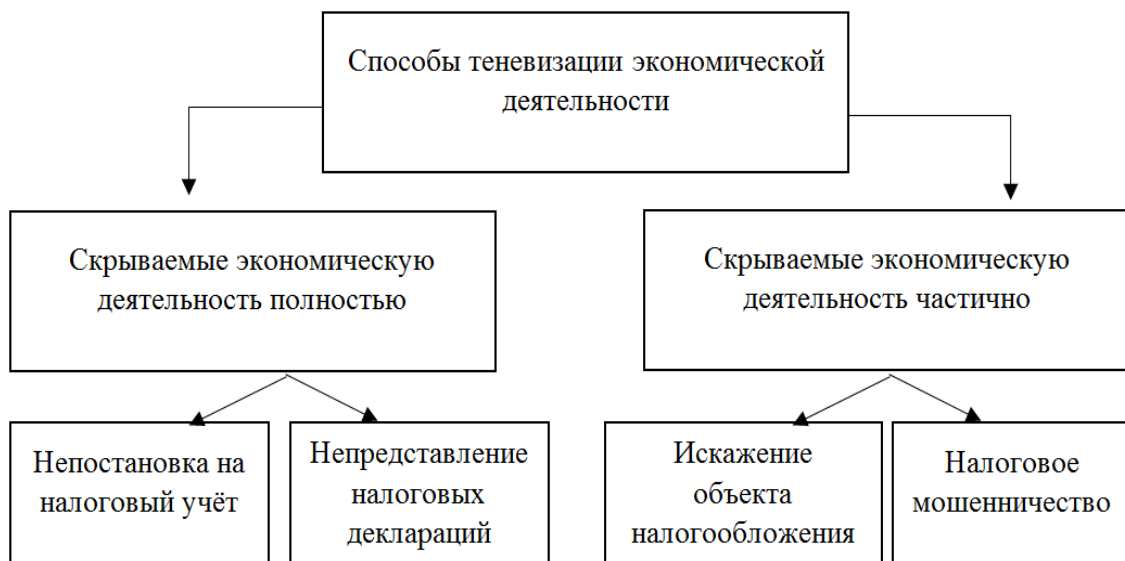 Способы теневизации экономической
деятельности
Скрываемые экономическую
деятельность полностью
Скрываемые экономическую
деятельность частично
Непостановка на
налоговый учёт
Непредставление
налоговых
деклараций
Искажение
объекта
налогообложения
Налоговое
мошенничество